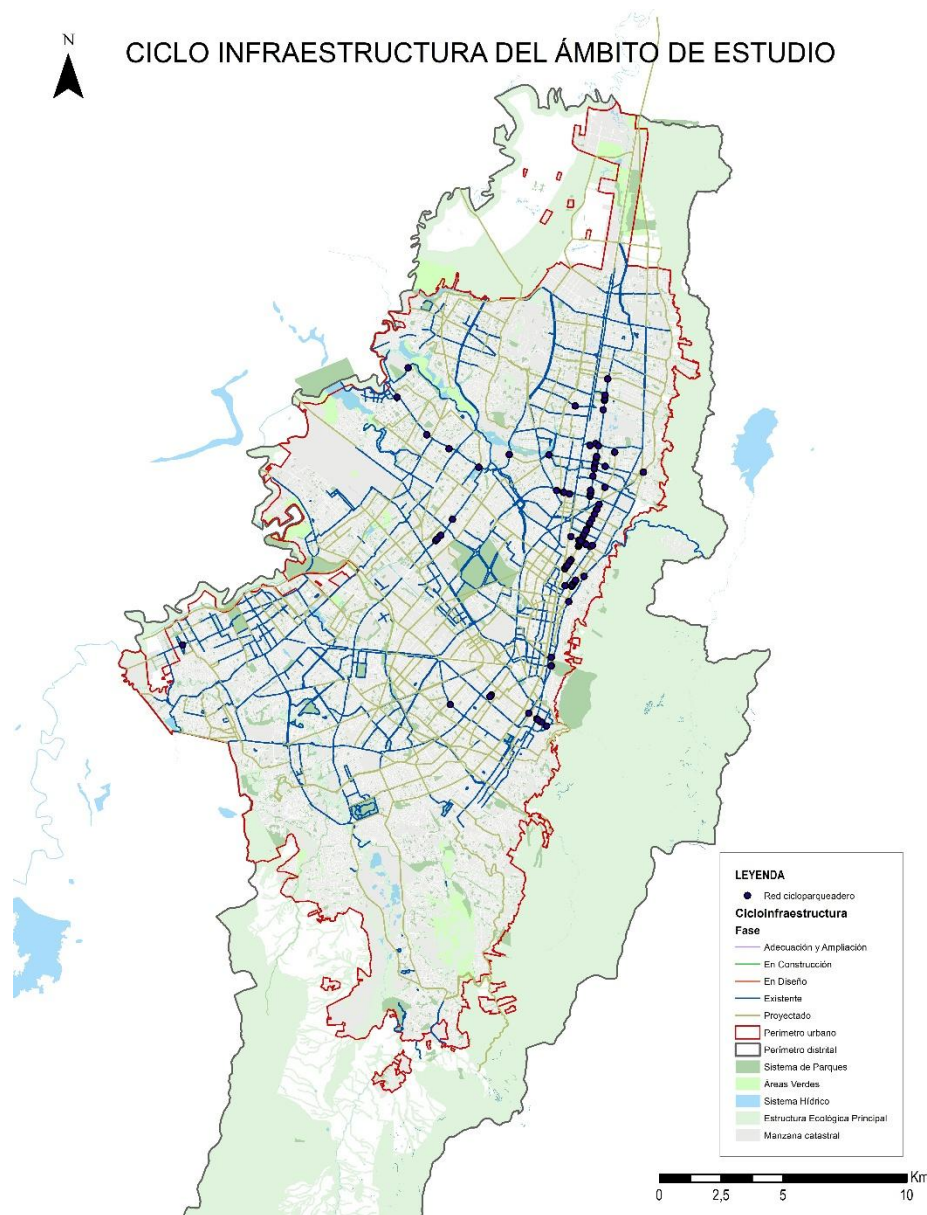 N
CICLO INFRAESTRUCTURA DEL ÁMBITO DE ESTUDIO
LEYENDA
Red cicloparqueadero
Cicloinfraestructura
Fase
Adecuación y Ampliación
En Construcción
En Diseño
Existente
Proyectado
Perimetro urbano
Perímetro distrital
Sistema de Parques
Áreas Verdes
Sistema Hídrico
Estructura Ecológica Principal
Manzana catastral
Km
0 2,5 5 10